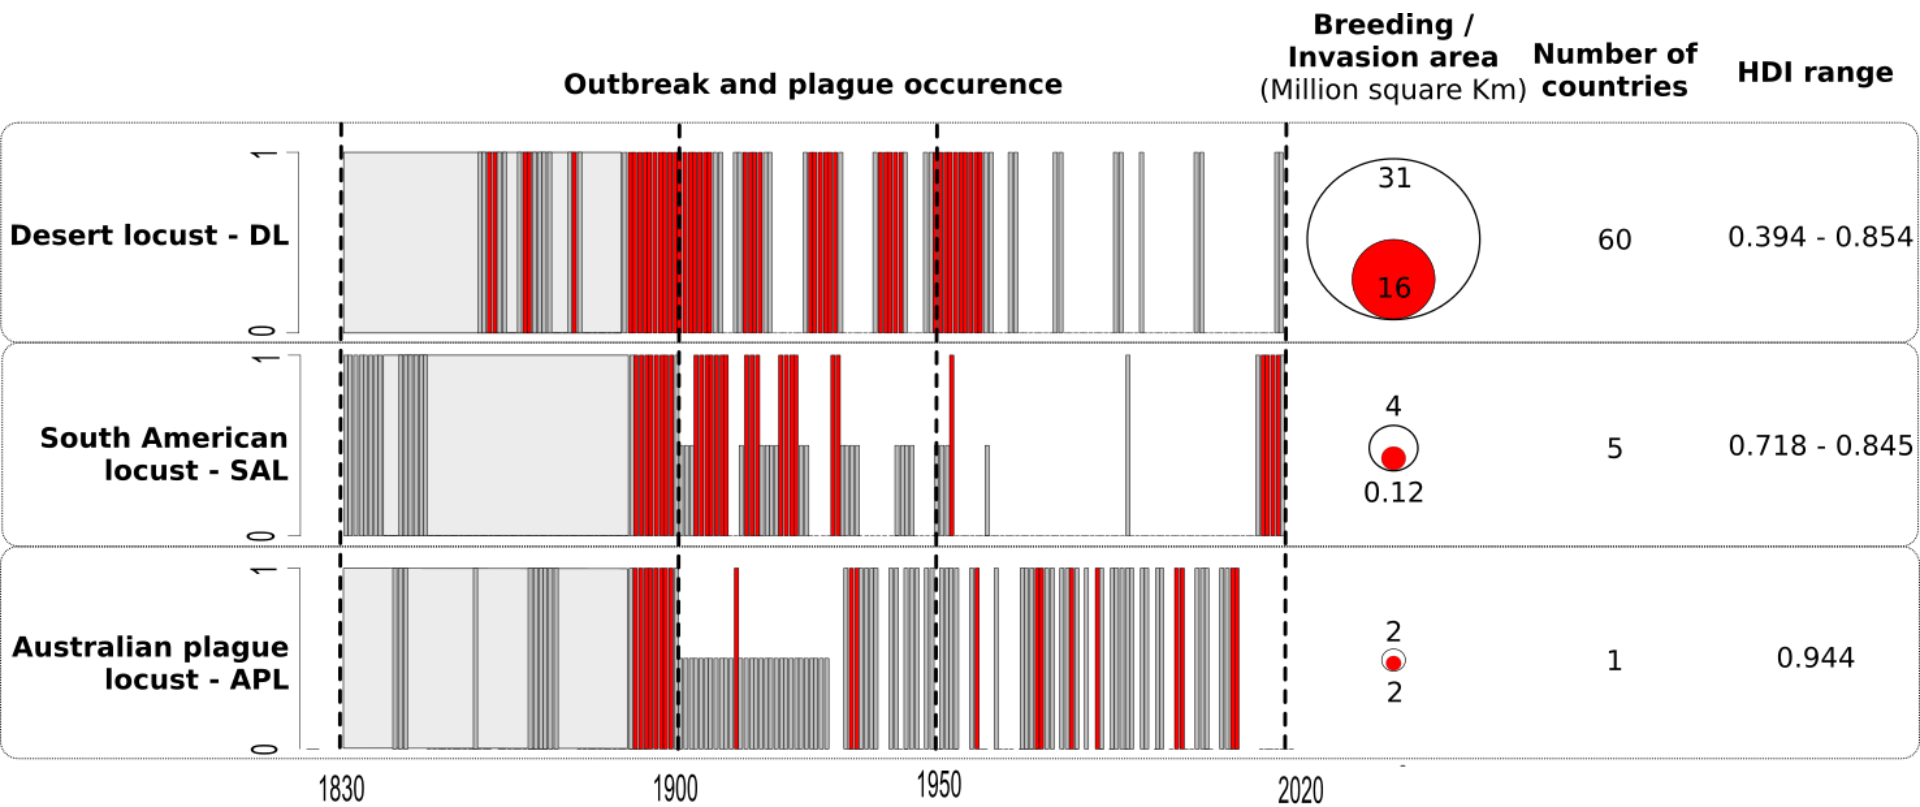 Breeding /
Invasion area
(Million square Km)
Number of
countries
HDI range
Outbreak and plague occurence
Desert locust - DL
1
0
31
16
60
0.394 - 0.854
South American
locust - SAL
1
0
4
0.12
5
0.718 - 0.845
Australian plague
locust - APL
1
0
2
2
1
0.944
1830
1900
1950
2020